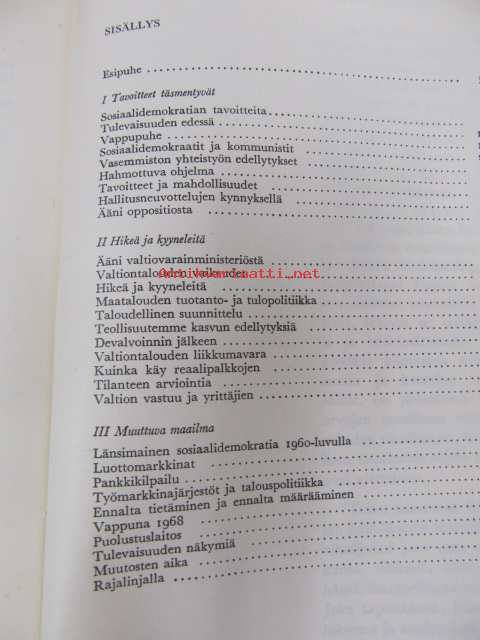 SISÄLLYS
Esipuhe
I Tavoitteet täsmentyvät
Sosiaalidemokratian tavoitteita
Tulevaisuuden edessä
Vappupuhe
Sosiaalidemokraatit ja kommunistit
Vasemmiston yhteistyön edellytykset
Hahmottuva ohjelma
Tavoitteet ja mahdollisuudet
Hallitusneuvottelujen kynnyksellä
Ääni oppositiosta
II Hikeä ja kyyneleitä
Ääni valtiovarainministeriöstä
Valtiontalouden vaikeudet
Hikeä ja kyyneleitä
Maatalouden tuotanto- ja tulopolitiikka
Taloudellinen suunnittelu
Teollisuutemme kasvun edellytyksiä
Devalvoinnin jälkeen
Valtiontalouden liikkumavara
Kuinka käy reaalipalkkojen
Tilanteen arviointia
Valtion vastuu ja yrittäjien
III Muuttuva maailma
Länsimainen sosiaalidemokratia 1960-luvulla
Luottomarkkinat
Pankkikilpailu
Työmarkkinajärjestöt ja talouspolitiikka
Ennalta tietäminen ja ennalta määrääminen
Vappuna 1968
Puolustuslaitos
Tulevaisuuden näkymiä
Muutosten aika
Rajalinjalla